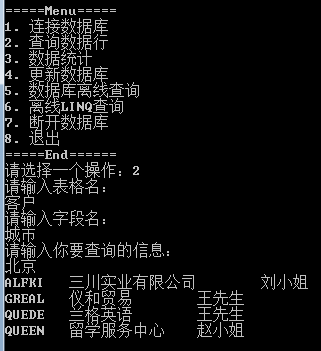 =====Menu=====
1. 连接数据库
2. 查询数据行
3. 数据统计
4. 更新数据库
5. 数据库离线查询
6. 离线LINQ查询
7. 断开数据库
8. 退出
=====End======
请选择一个操作: 2
请输入表格名:
客户
请输入字段名:
城市
请输入你要查询的信息:
北京
ALFKI 三川实业有限公司 刘小姐
GREAL 仪和贸易 王先生
QUEDE 兰格英语 王先生
QUEEN 留学服务中心 赵小姐